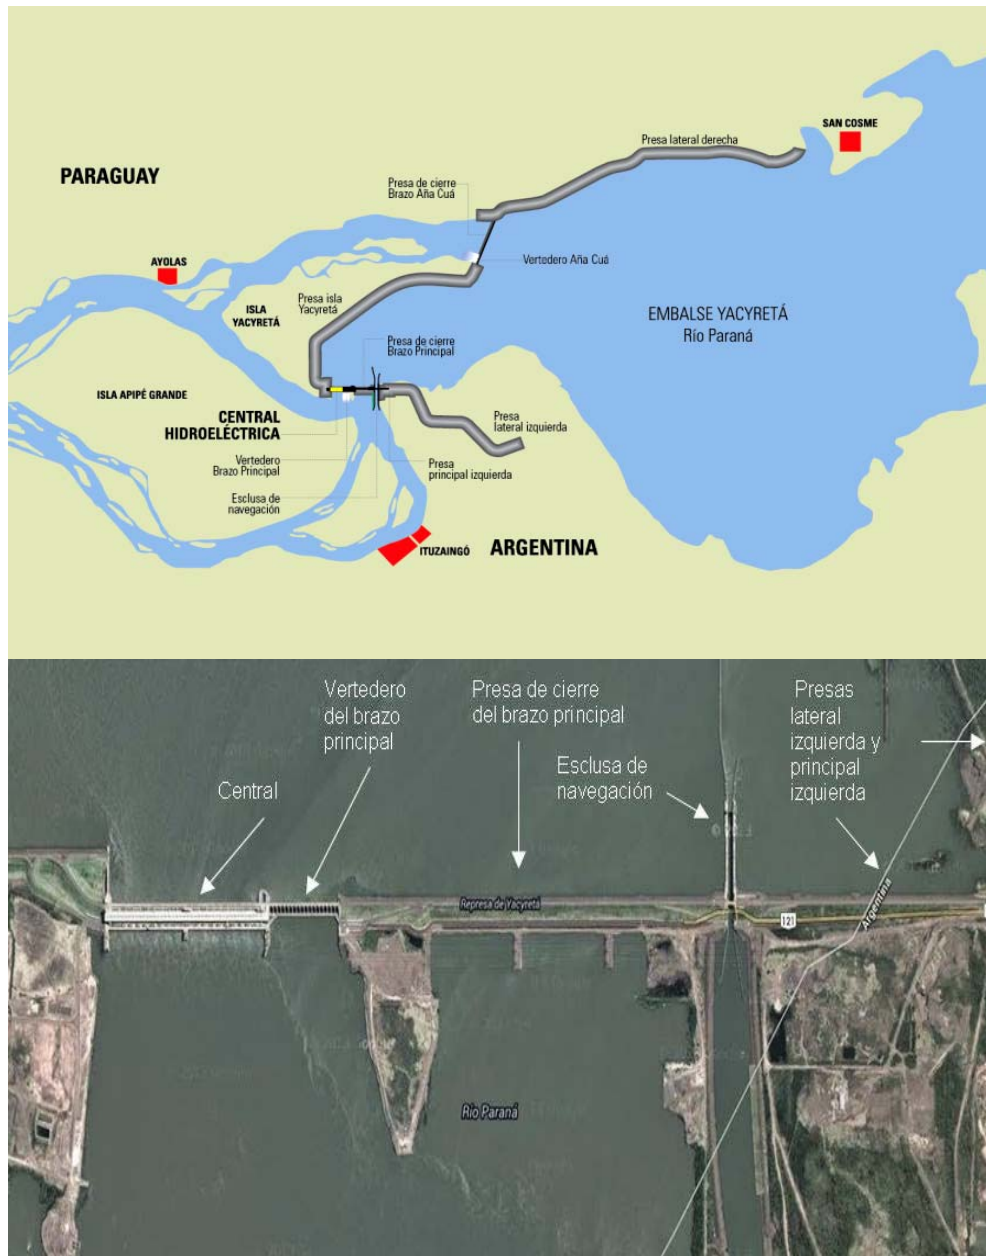 SAN COSME
Presa lateral derecha
PARAGUAY
Presa de cierre
Brazo Aña Cuá
AYOLAS
Vertedero Aña Cuá
Presa isla
Yacyretá
ISLA
YACYRETÁ
EMBALSE YACYRETÁ
Río Paraná
Presa de cierre
Brazo Principal
ISLA APIPÉ GRANDE
CENTRAL
HIDROELÉCTRICA
Presa
lateral izquierda
Vertedero
Brazo Principal
Presa
principal izquierda
Esclusa de
navegación
ITUZAINGÓ
ARGENTINA
Vertedero
del brazo
principal
Presa de cierre
del brazo principal
Presas
lateral
izquierda y
principal
izquierda
Esclusa de
navegación
Central
Represa de Yacyretá
121
Argentina
Río Paraná